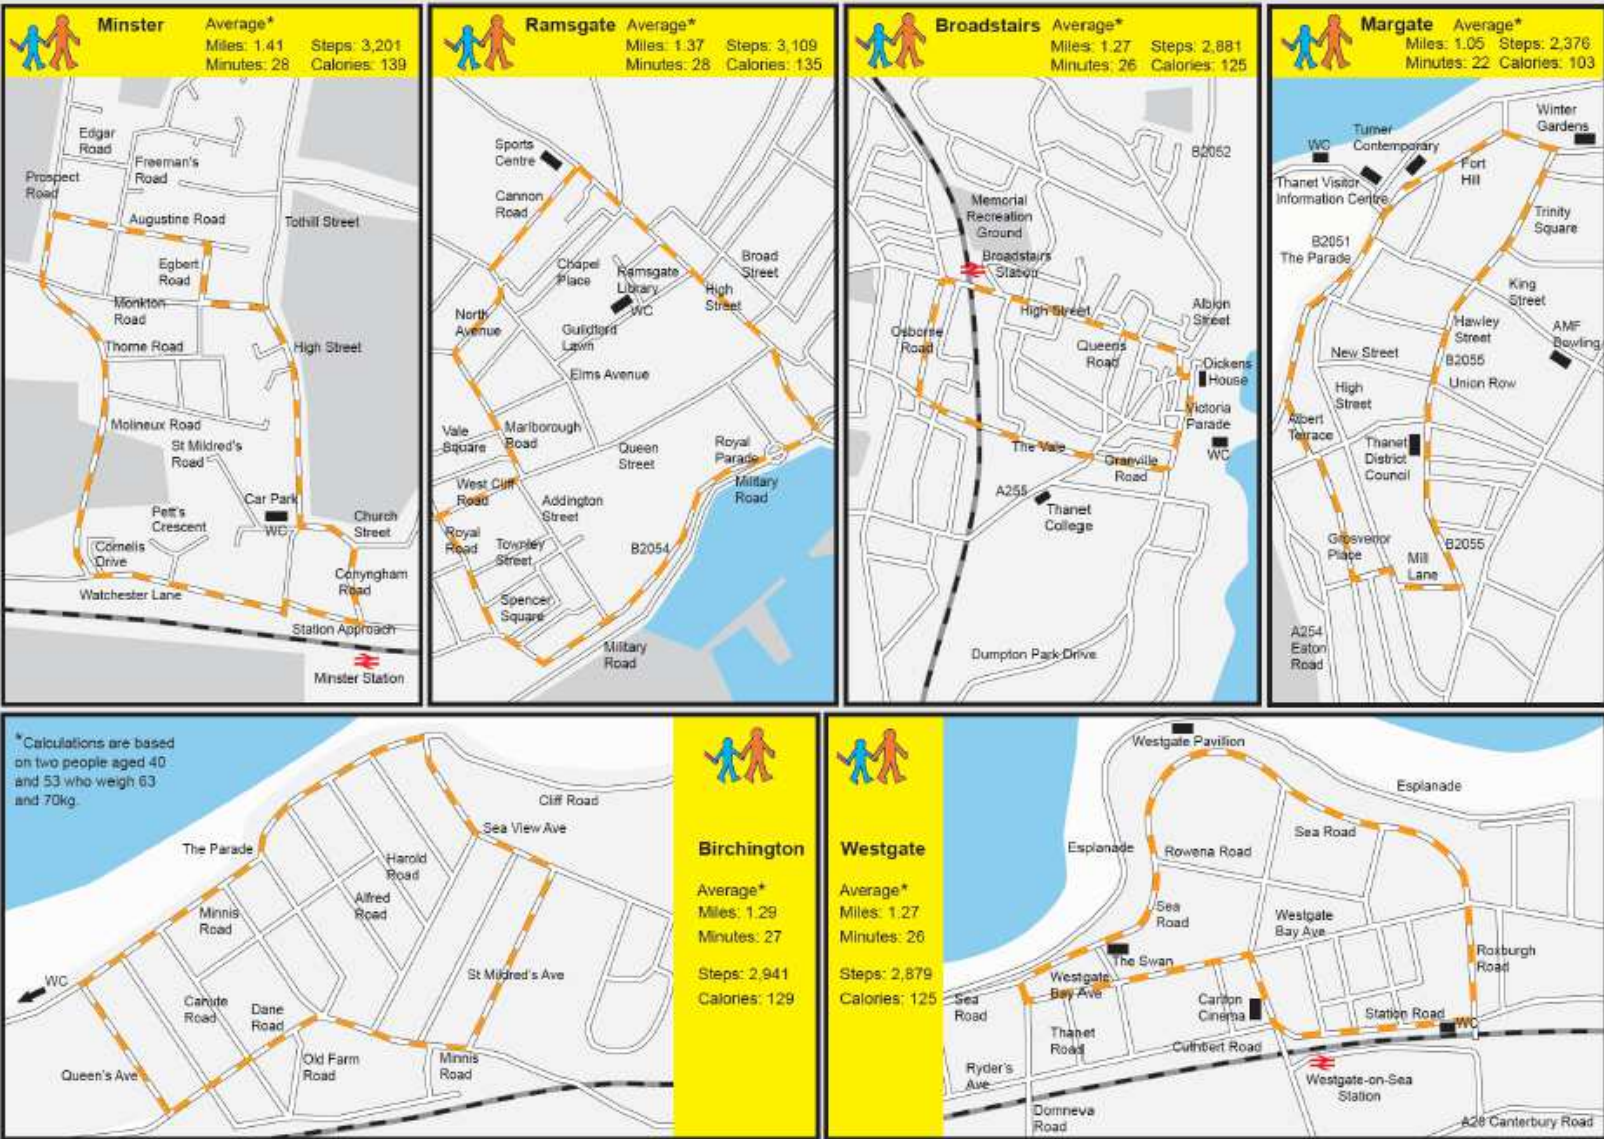 Minster
Average*
Miles: 1.41 Steps: 3,201
Minutes: 28 Calories: 139
Edgar
Road
Freeman's
Road
Prospect
Road
Augustine Road
Tothill Street
Egbert
Road
Monkton
Road
Thorne Road
High Street
Molineux Road
St Mildred's
Road
Car Park
WC
Pett's
Crescent
Church
Street
Cornelis
Drive
Conyngham
Road
Watchester Lane
Station Approach
Minster Station
Ramsgate
Average*
Miles: 1.37 Steps: 3,109
Minutes: 28 Calories: 135
Sports
Centre
Cannon
Road
Chapel
Place
Ramsgate
Library
WC
Broad
Street
High
Street
North
Avenue
Guildford
Lawn
Elms Avenue
Vale
Square
Marlborough
Road
Queen
Street
Royal
Parade
Military
Road
West Cliff
Road
Addington
Street
Royal
Road
Townley
Street
B2054
Spencer
Square
Military
Road
Broadstairs
Average*
Miles: 1.27 Steps: 2,881
Minutes: 26 Calories: 125
B2052
Memorial
Recreation
Ground
Broadstairs
Station
High Street
Albion
Street
Osborne
Road
Queens
Road
Dickens
House
Victoria
Parade
WC
The Vale
Granville
Road
A255
Thanet
College
Dumpton Park Drive
Margate
Average*
Miles: 1.05 Steps: 2,376
Minutes: 22 Calories: 103
Winter
Gardens
Turner
Contemporary
WC
Thanet Visitor
Information Centre
Fort
Hill
Trinity
Square
B2051
The Parade
King
Street
Hawley
Street
AMF
Bowling
New Street
B2055
Union Row
High
Street
Albert
Terrace
Thanet
District
Council
Grosvenor
Place
Mill
Lane
B2055
A254
Eaton
Road
*Calculations are based
on two people aged 40
and 53 who weigh 63
and 70kg.
Cliff Road
Sea View Ave
The Parade
Harold
Road
Alfred
Road
Minnis
Road
St Mildred's Ave
WC
Canute
Road
Dane
Road
Old Farm
Road
Minnis
Road
Queen's Ave
Birchington
Average*
Miles: 1.29
Minutes: 27
Steps: 2,941
Calories: 129
Westgate
Average*
Miles: 1.27
Minutes: 26
Steps: 2,879
Calories: 125
Westgate Pavillion
Esplanade
Sea Road
Esplanade
Rowena Road
Sea
Road
Westgate
Bay Ave
The Swan
Roxburgh
Road
Westgate
Bay Ave
Sea
Road
Carlton
Cinema
Station Road
WC
Thanet
Road
Cuthbert Road
Ryder's
Ave
Westgate-on-Sea
Station
Domneva
Road
A28 Canterbury Road